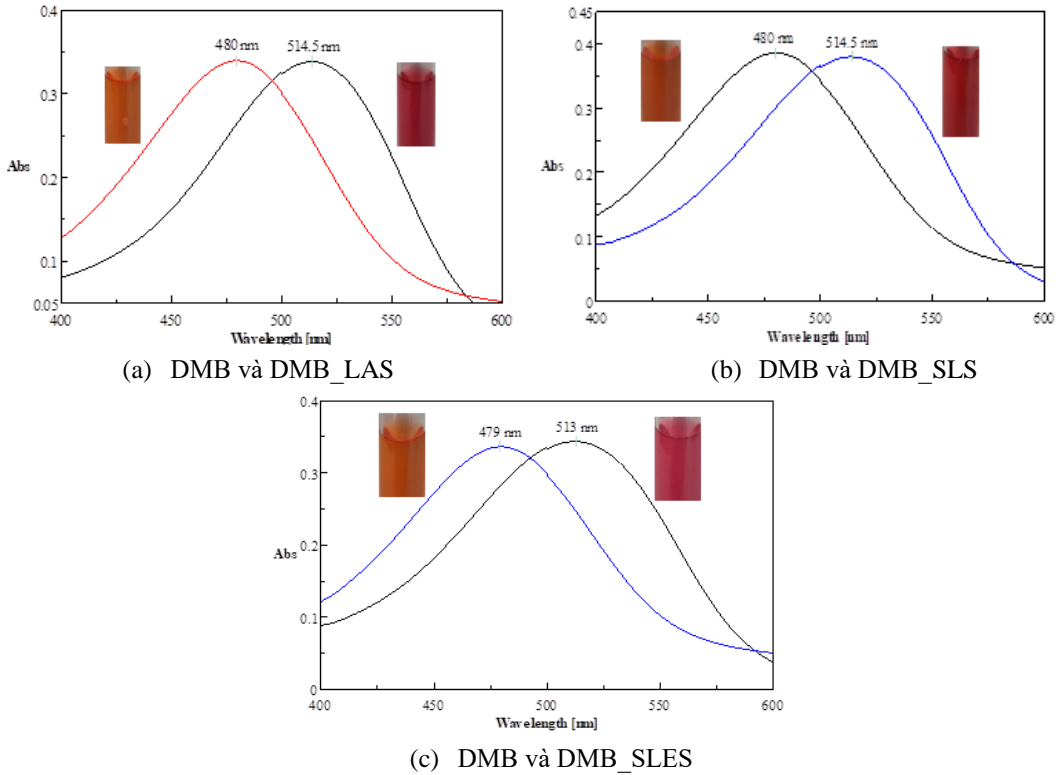 0.4
480 nm
514.5 nm
0.3
Abs
0.2
0.1
0.05
400
450
500
550
600
Wavelength [nm]
(a) DMB và DMB_LAS
0.45
480 nm
514.5 nm
0.4
0.3
Abs
0.2
0.1
0
400
450
500
550
600
Wavelength [nm]
(b) DMB và DMB_SLS
0.4
479 nm
513 nm
0.3
Abs
0.2
0.1
0
400
450
500
550
600
Wavelength [nm]
(c) DMB và DMB_SLES